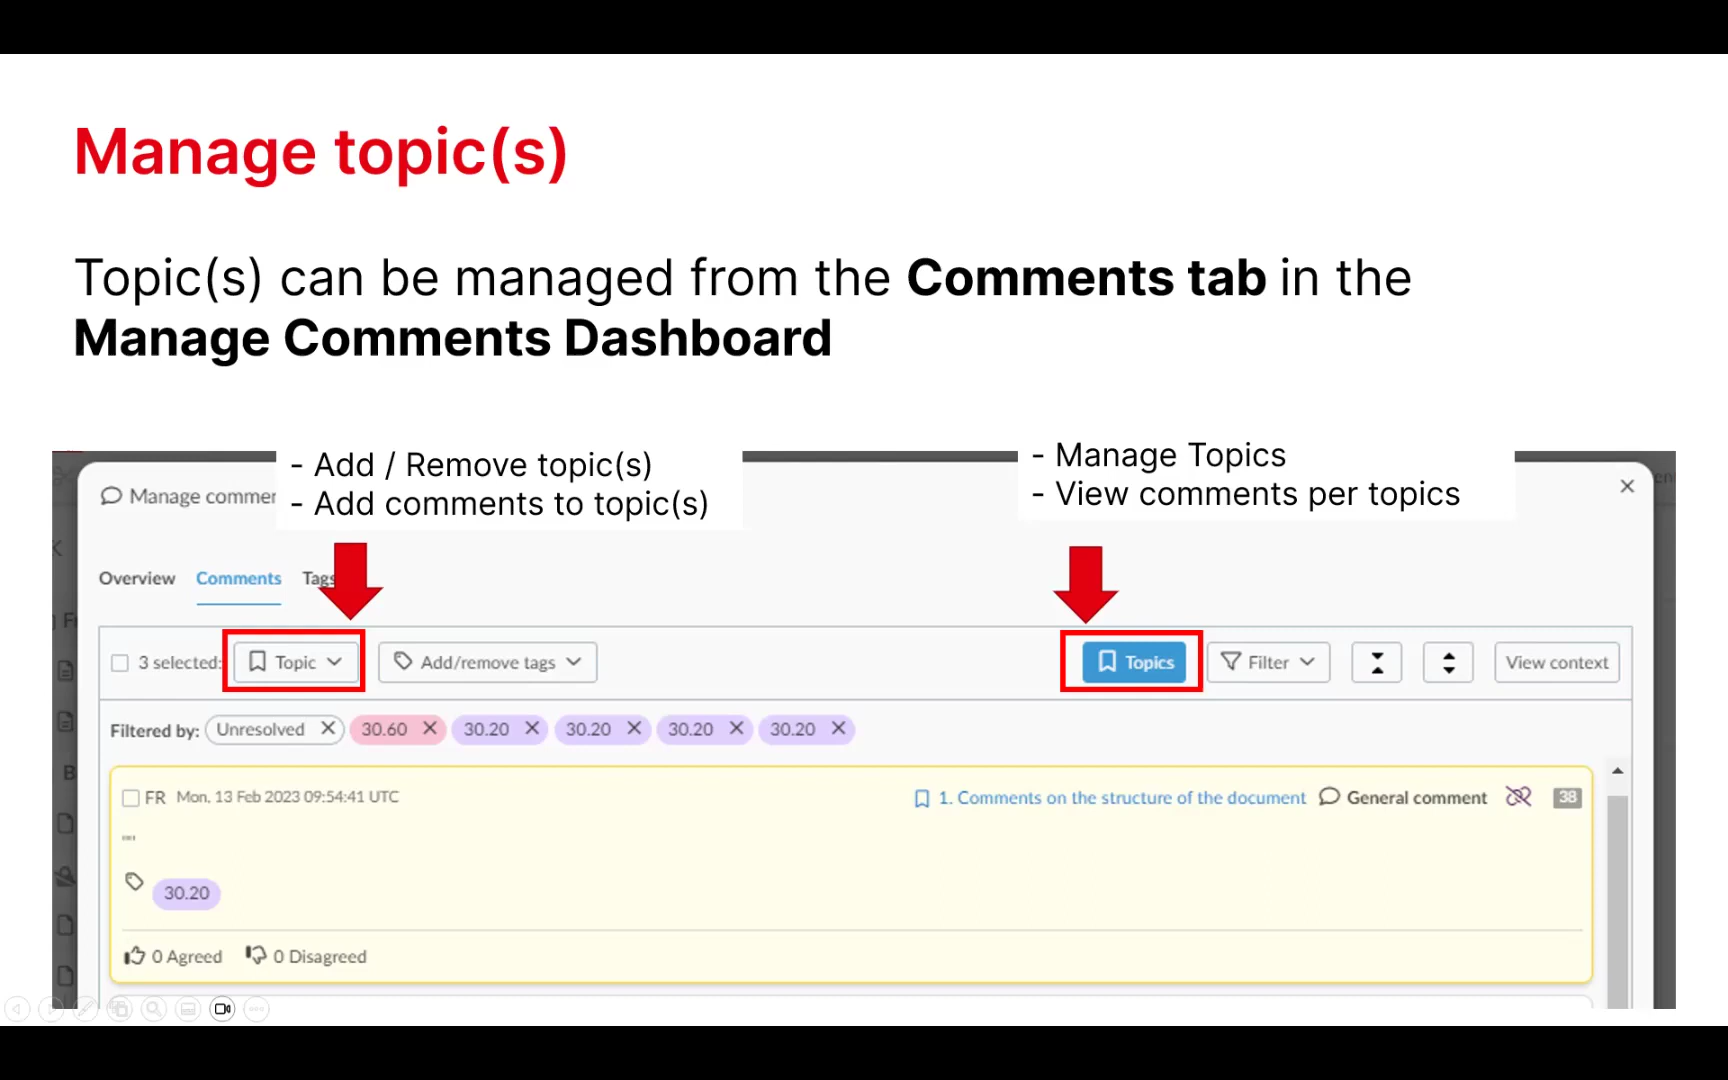 Manage topic(s)
Topic(s) can be managed from the Comments tab in the
Manage Comments Dashboard
- Add / Remove topic(s)
- Add comments to topic(s)
- Manage Topics
- View comments per topics
Manage
Overview Comments Tags
3 selected: Topic Add/remove tags Topics Filter View context
Filtered by: Unresolved 30.60 30.20 30.20 30.20 30.20
FR Mon, 13 Feb 2023 09:54:41 UTC 1. Comments on the structure of the document General comment 38
...
30.20
0 Agreed 0 Disagreed